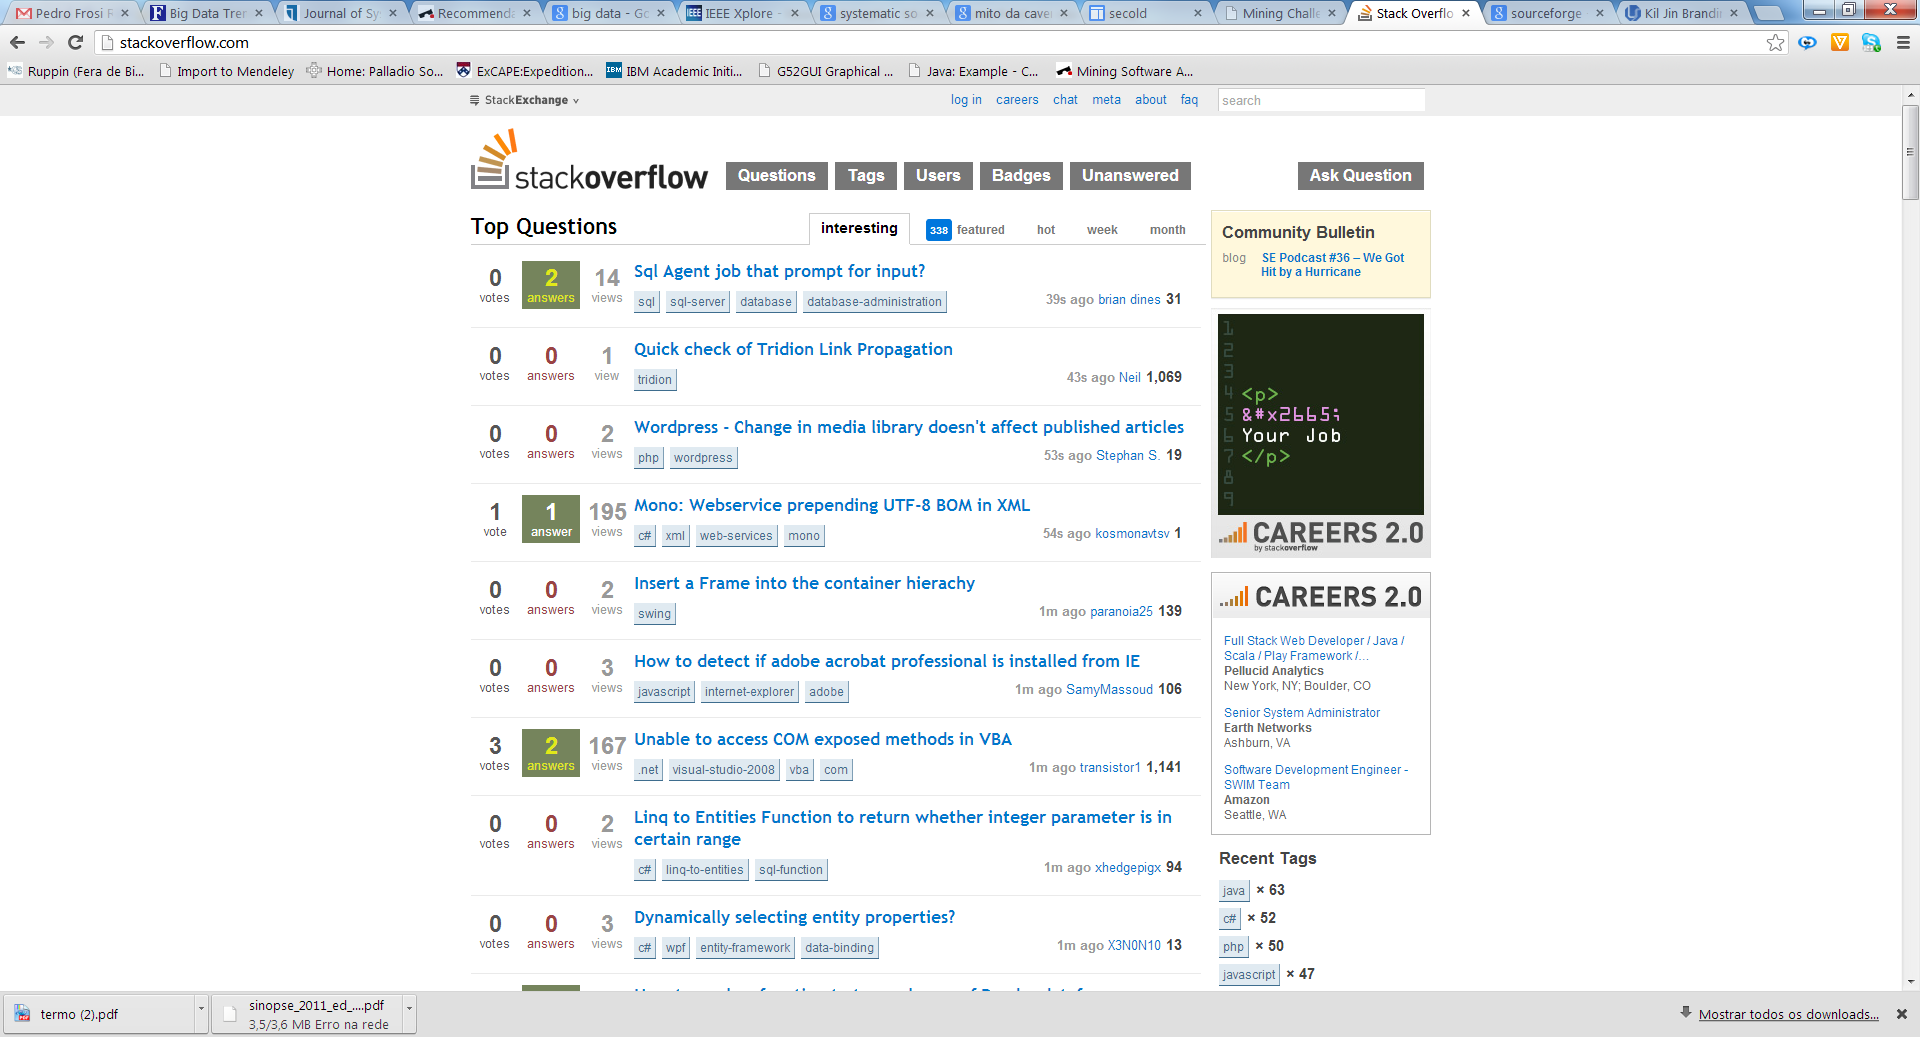 Pedro Frosi R
Big Data Tren
Journal of Sy
Recommenda
big data - Go
IEEE Xplore -
systematic so
mito da cave
secold
Mining Challe
Stack Overflo
sourceforge
Kil Jin Brandi
stackoverflow.com
Ruppin (Fera de Bi...
Import to Mendeley
Home: Palladio So...
ExCAPE:Expedition...
IBM Academic Initi...
G52GUI Graphical ...
Java: Example - C...
Mining Software A...
StackExchange
log in careers chat meta about faq
search
stackoverflow
Questions Tags Users Badges Unanswered
Ask Question
Top Questions
interesting 338 featured hot week month
0 votes 2 answers 14 views
Sql Agent job that prompt for input?
sql sql-server database database-administration
39s ago brian dines 31
0 votes 0 answers 1 view
Quick check of Tridion Link Propagation
tridion
43s ago Neil 1,069
0 votes 0 answers 2 views
Wordpress - Change in media library doesn't affect published articles
php wordpress
53s ago Stephan S. 19
1 vote 1 answer 195 views
Mono: Webservice prepending UTF-8 BOM in XML
c# xml web-services mono
54s ago kosmonavtsv 1
0 votes 0 answers 2 views
Insert a Frame into the container hierachy
swing
1m ago paranoia25 139
0 votes 0 answers 3 views
How to detect if adobe acrobat professional is installed from IE
javascript internet-explorer adobe
1m ago SamyMassoud 106
3 votes 2 answers 167 views
Unable to access COM exposed methods in VBA
.net visual-studio-2008 vba com
1m ago transistor1 1,141
0 votes 0 answers 2 views
Linq to Entities Function to return whether integer parameter is in
certain range
c# linq-to-entities sql-function
1m ago xhedgepigx 94
0 votes 0 answers 3 views
Dynamically selecting entity properties?
c# wpf entity-framework data-binding
1m ago X3N0N10 13
Community Bulletin
blog SE Podcast #36 – We Got
Hit by a Hurricane
1
2
3
4 <p>
5 &#x2665;
6 Your Job
7 </p>
8
9
CAREERS 2.0
by stackoverflow
CAREERS 2.0
Full Stack Web Developer / Java /
Scala / Play Framework /...
Pellucid Analytics
New York, NY; Boulder, CO
Senior System Administrator
Earth Networks
Ashburn, VA
Software Development Engineer -
SWIM Team
Amazon
Seattle, WA
Recent Tags
java × 63
c# × 52
php × 50
javascript × 47
termo (2).pdf
sinopse_2011_ed_....pdf
3,5/3,6 MB Erro na rede
Mostrar todos os downloads...